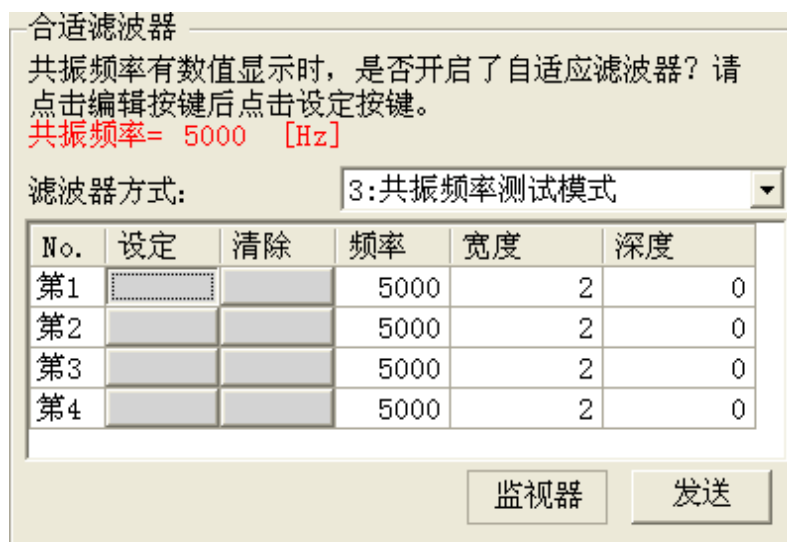 合适滤波器
共振频率有数值显示时，是否开启了自适应滤波器？请
点击编辑按键后点击设定按键。
共振频率= 5000 [Hz]
滤波器方式: 3:共振频率测试模式
No. 设定 清除 频率 宽度 深度
第1 5000 2 0
第2 5000 2 0
第3 5000 2 0
第4 5000 2 0
监视器 发送